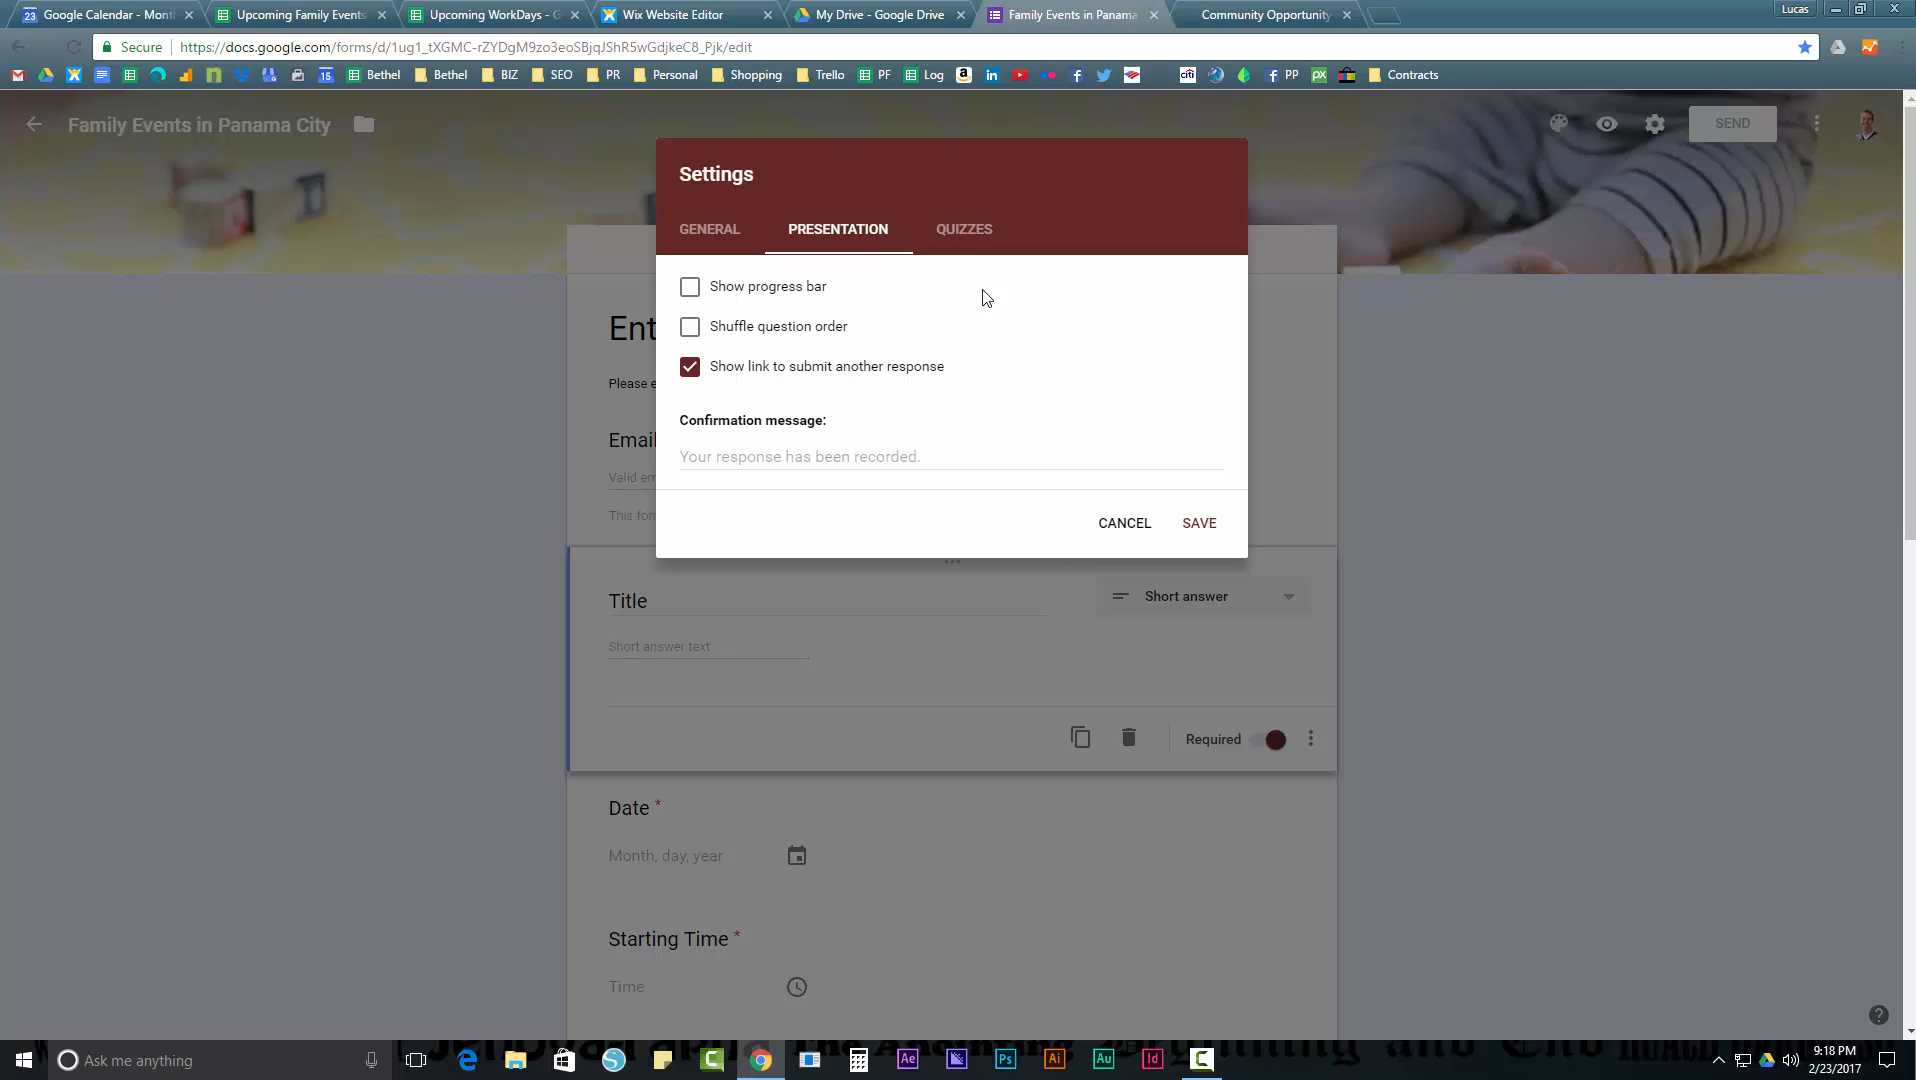 Google Calendar - Mont
Upcoming Family Events
Upcoming WorkDays - G
Wix Website Editor
My Drive - Google Drive
Family Events in Panama
Community Opportunity
Lucas
Secure https://docs.google.com/forms/d/1ug1_tXGMC-rZYDgM9zo3eoSBjqJShR5wGdjkeC8_Pjk/edit
Bethel Bethel BIZ SEO PR Personal Shopping Trello PF Log PP Contracts
Family Events in Panama City
SEND
Settings
GENERAL PRESENTATION QUIZZES
Show progress bar
Ent
Shuffle question order
Show link to submit another response
Please e
Confirmation message:
Email
Your response has been recorded.
Valid em
This for
CANCEL SAVE
Title
Short answer
Short answer text
Required
Date *
Month, day, year
Starting Time *
Time
Ask me anything
9:18 PM
2/23/2017